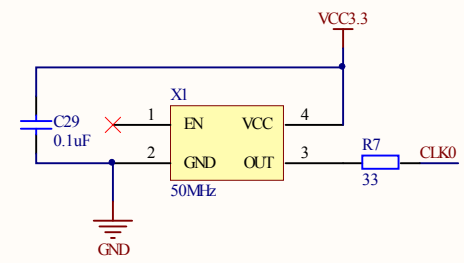 VCC3.3
X1
C29
0.1uF
1 EN VCC 4
2 GND OUT 3
R7
CLK0
33
50MHz
GND